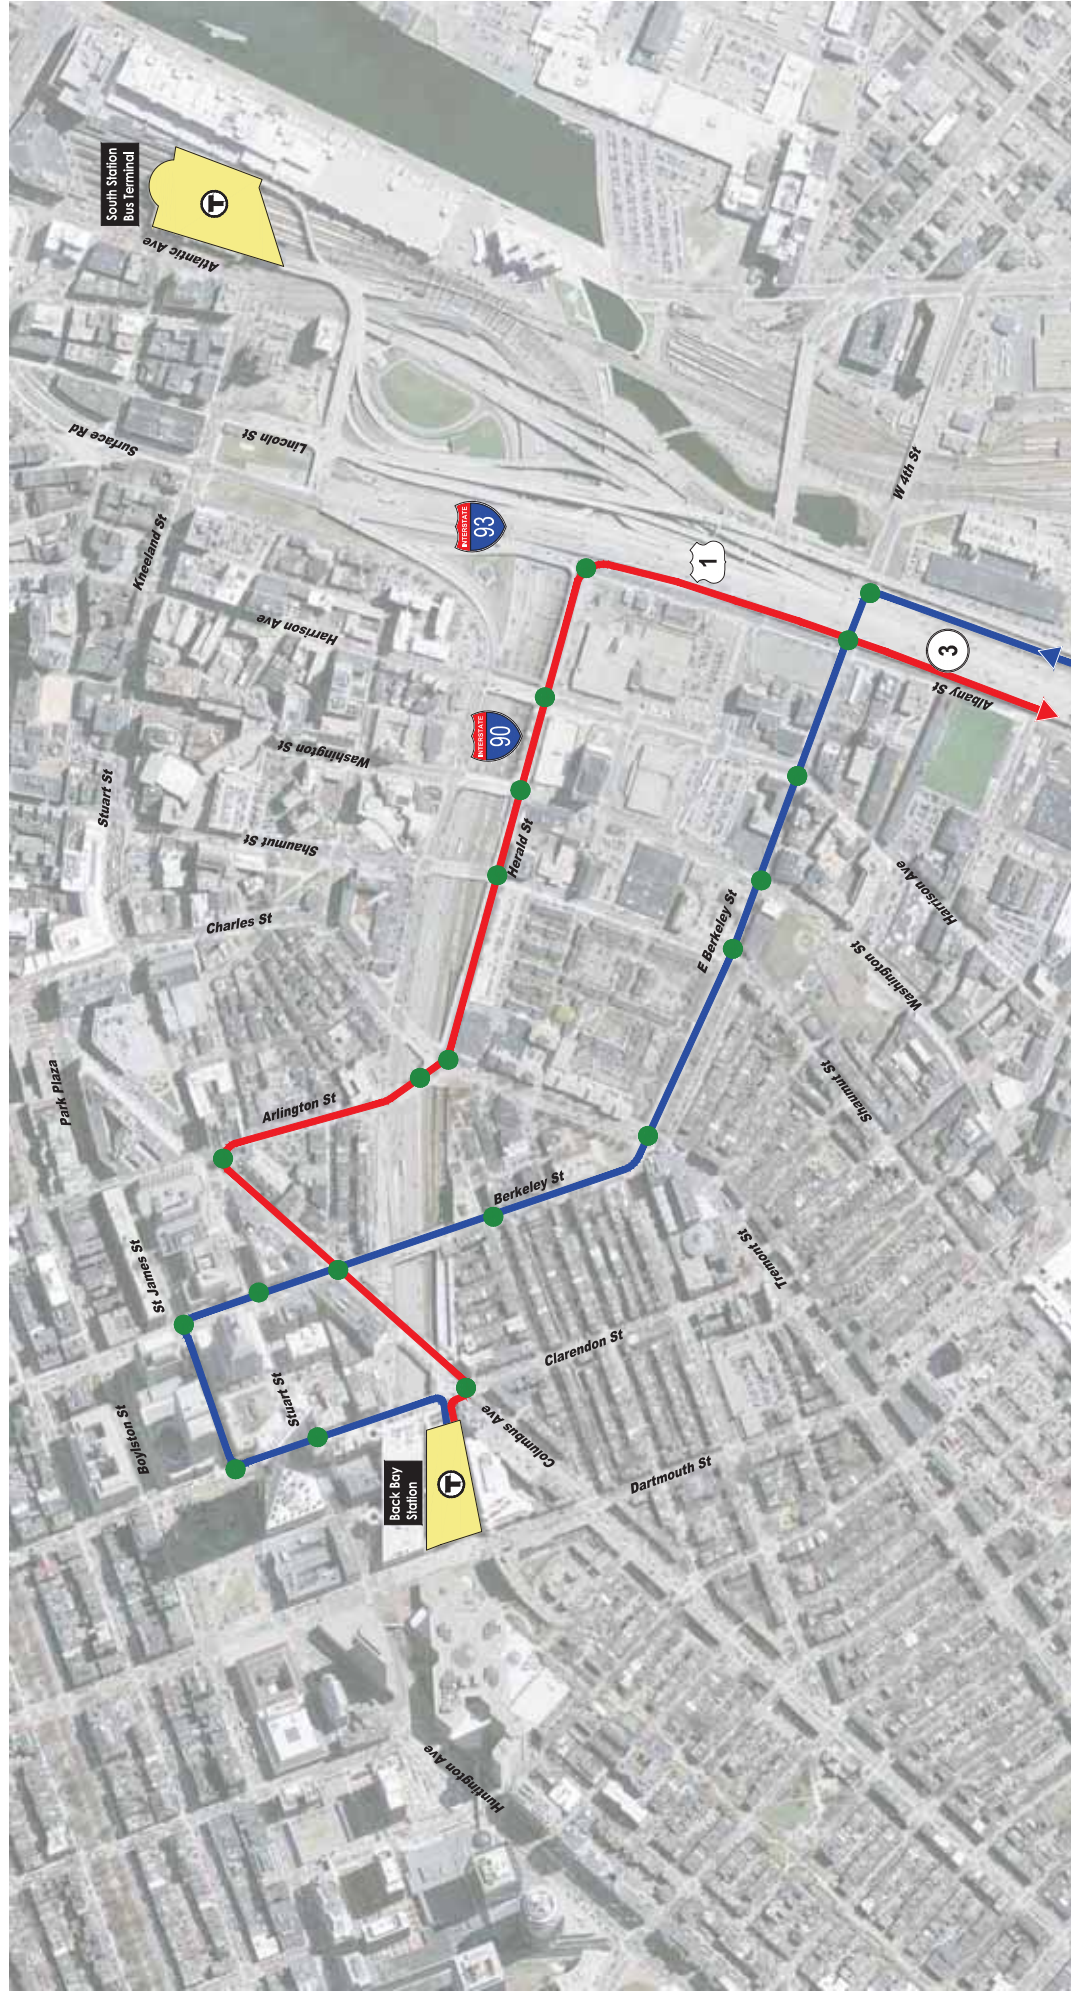 South Station
Bus Terminal
T
Atlantic Ave
Surface Rd
Lincoln St
Kneeland St
INTERSTATE
93
1
W 4th St
Harrison Ave
3
Albany St
INTERSTATE
90
Washington St
Stuart St
Shaumut St
Herald St
Charles St
E Berkeley St
Harrison Ave
Washington St
Shaumut St
Park Plaza
Arlington St
Berkeley St
Tremont St
St James St
Clarendon St
Stuart St
Boylston St
Columbus Ave
Dartmouth St
Back Bay
Station
T
Huntington Ave